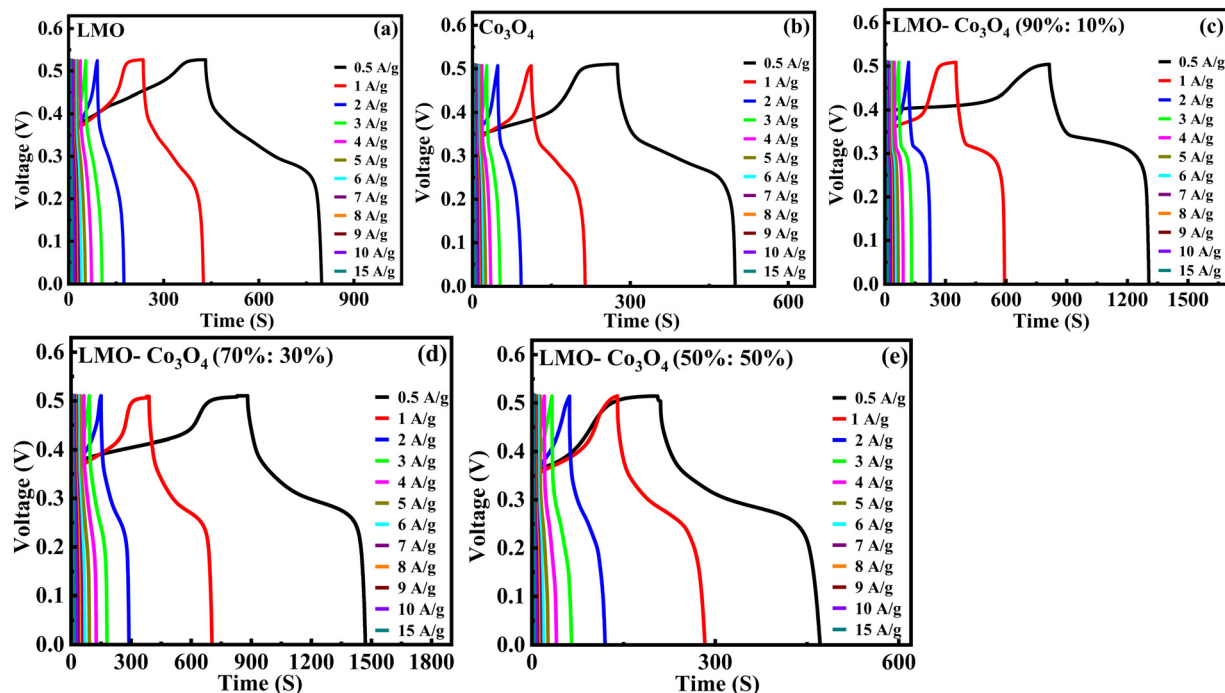 LMO
(a)
0.6
0.5
0.4
0.3
0.2
0.1
0.0
0
300
600
900
Voltage (V)
Time (S)
0.5 A/g
1 A/g
2 A/g
3 A/g
4 A/g
5 A/g
6 A/g
7 A/g
8 A/g
9 A/g
10 A/g
15 A/g
Co₃O₄
(b)
0.6
0.5
0.4
0.3
0.2
0.1
0.0
0
300
600
Voltage (V)
Time (S)
0.5 A/g
1 A/g
2 A/g
3 A/g
4 A/g
5 A/g
6 A/g
7 A/g
8 A/g
9 A/g
10 A/g
15 A/g
LMO- Co₃O₄ (90%: 10%)
(c)
0.6
0.5
0.4
0.3
0.2
0.1
0.0
0
300
600
900
1200
1500
Voltage (V)
Time (S)
0.5 A/g
1 A/g
2 A/g
3 A/g
4 A/g
5 A/g
6 A/g
7 A/g
8 A/g
9 A/g
10 A/g
15 A/g
LMO- Co₃O₄ (70%: 30%)
(d)
0.6
0.5
0.4
0.3
0.2
0.1
0.0
0
300
600
900
1200
1500
1800
Voltage (V)
Time (S)
0.5 A/g
1 A/g
2 A/g
3 A/g
4 A/g
5 A/g
6 A/g
7 A/g
8 A/g
9 A/g
10 A/g
15 A/g
LMO- Co₃O₄ (50%: 50%)
(e)
0.6
0.5
0.4
0.3
0.2
0.1
0.0
0
300
600
Voltage (V)
Time (S)
0.5 A/g
1 A/g
2 A/g
3 A/g
4 A/g
5 A/g
6 A/g
7 A/g
8 A/g
9 A/g
10 A/g
15 A/g